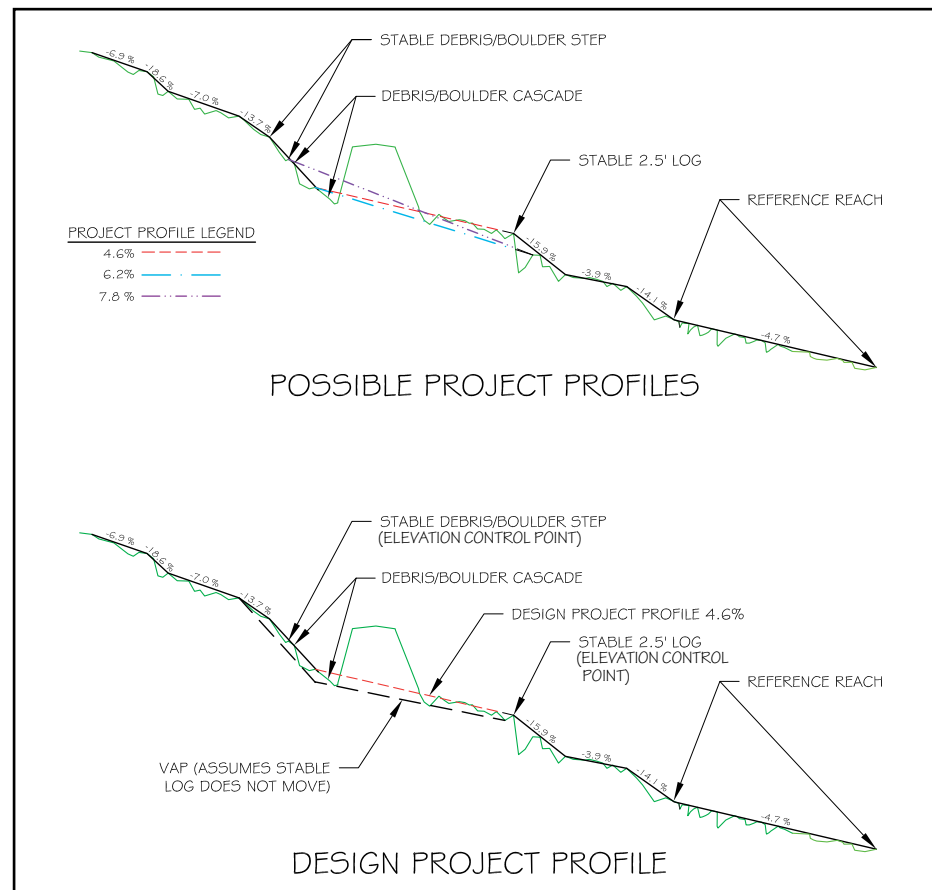 STABLE DEBRIS/BOULDER STEP
-6.9 %
-18.6 %
-7.0 %
DEBRIS/BOULDER CASCADE
-13.7 %
STABLE 2.5' LOG
REFERENCE REACH
PROJECT PROFILE LEGEND
4.6%
6.2%
7.8 %
-15.9%
-3.9 %
-14.1 %
-4.7 %
POSSIBLE PROJECT PROFILES
STABLE DEBRIS/BOULDER STEP
(ELEVATION CONTROL POINT)
-6.9 %
-18.6 %
-7.0 %
DEBRIS/BOULDER CASCADE
-13.7 %
DESIGN PROJECT PROFILE 4.6%
STABLE 2.5' LOG
(ELEVATION CONTROL
POINT)
REFERENCE REACH
-15.9%
-3.9 %
VAP (ASSUMES STABLE
LOG DOES NOT MOVE)
-14.1 %
-4.7 %
DESIGN PROJECT PROFILE